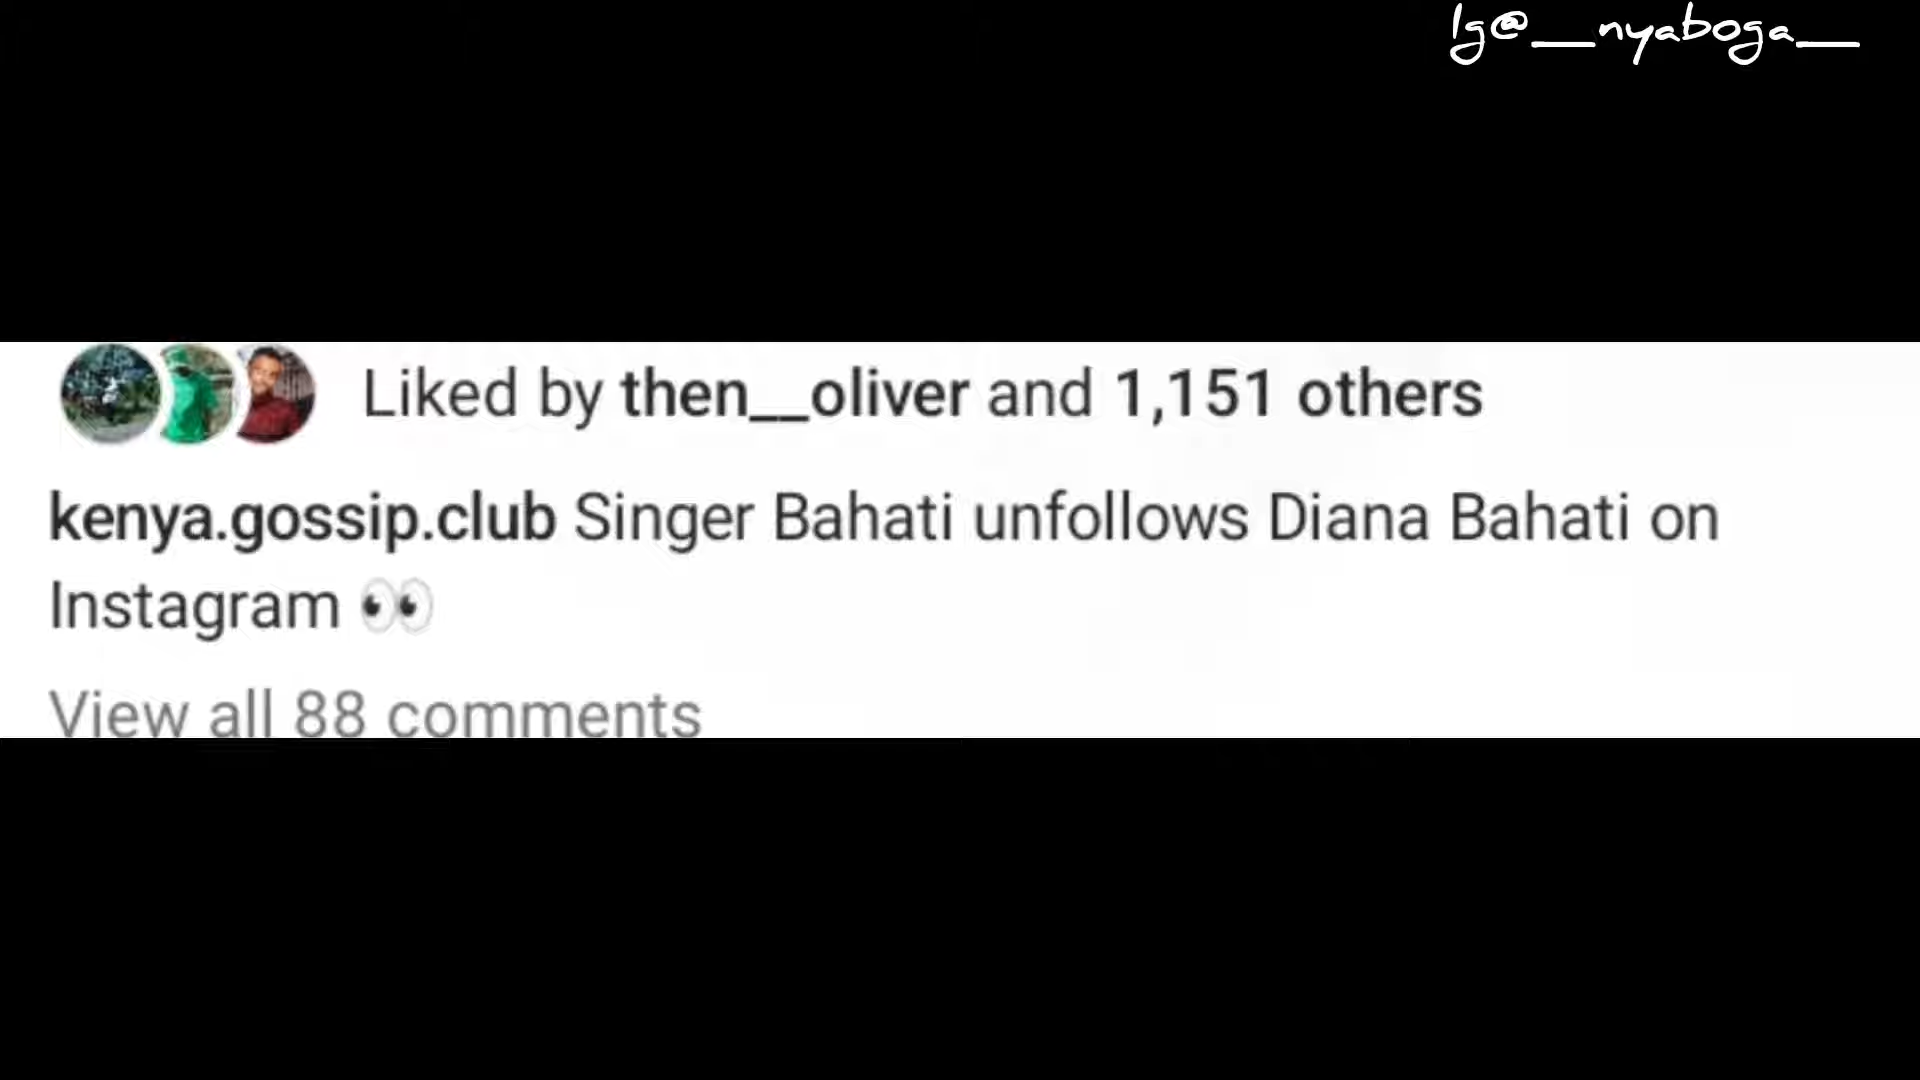 Ig@__nyaboga__
Liked by then__oliver and 1,151 others
kenya.gossip.club Singer Bahati unfollows Diana Bahati on
Instagram 👀
View all 88 comments